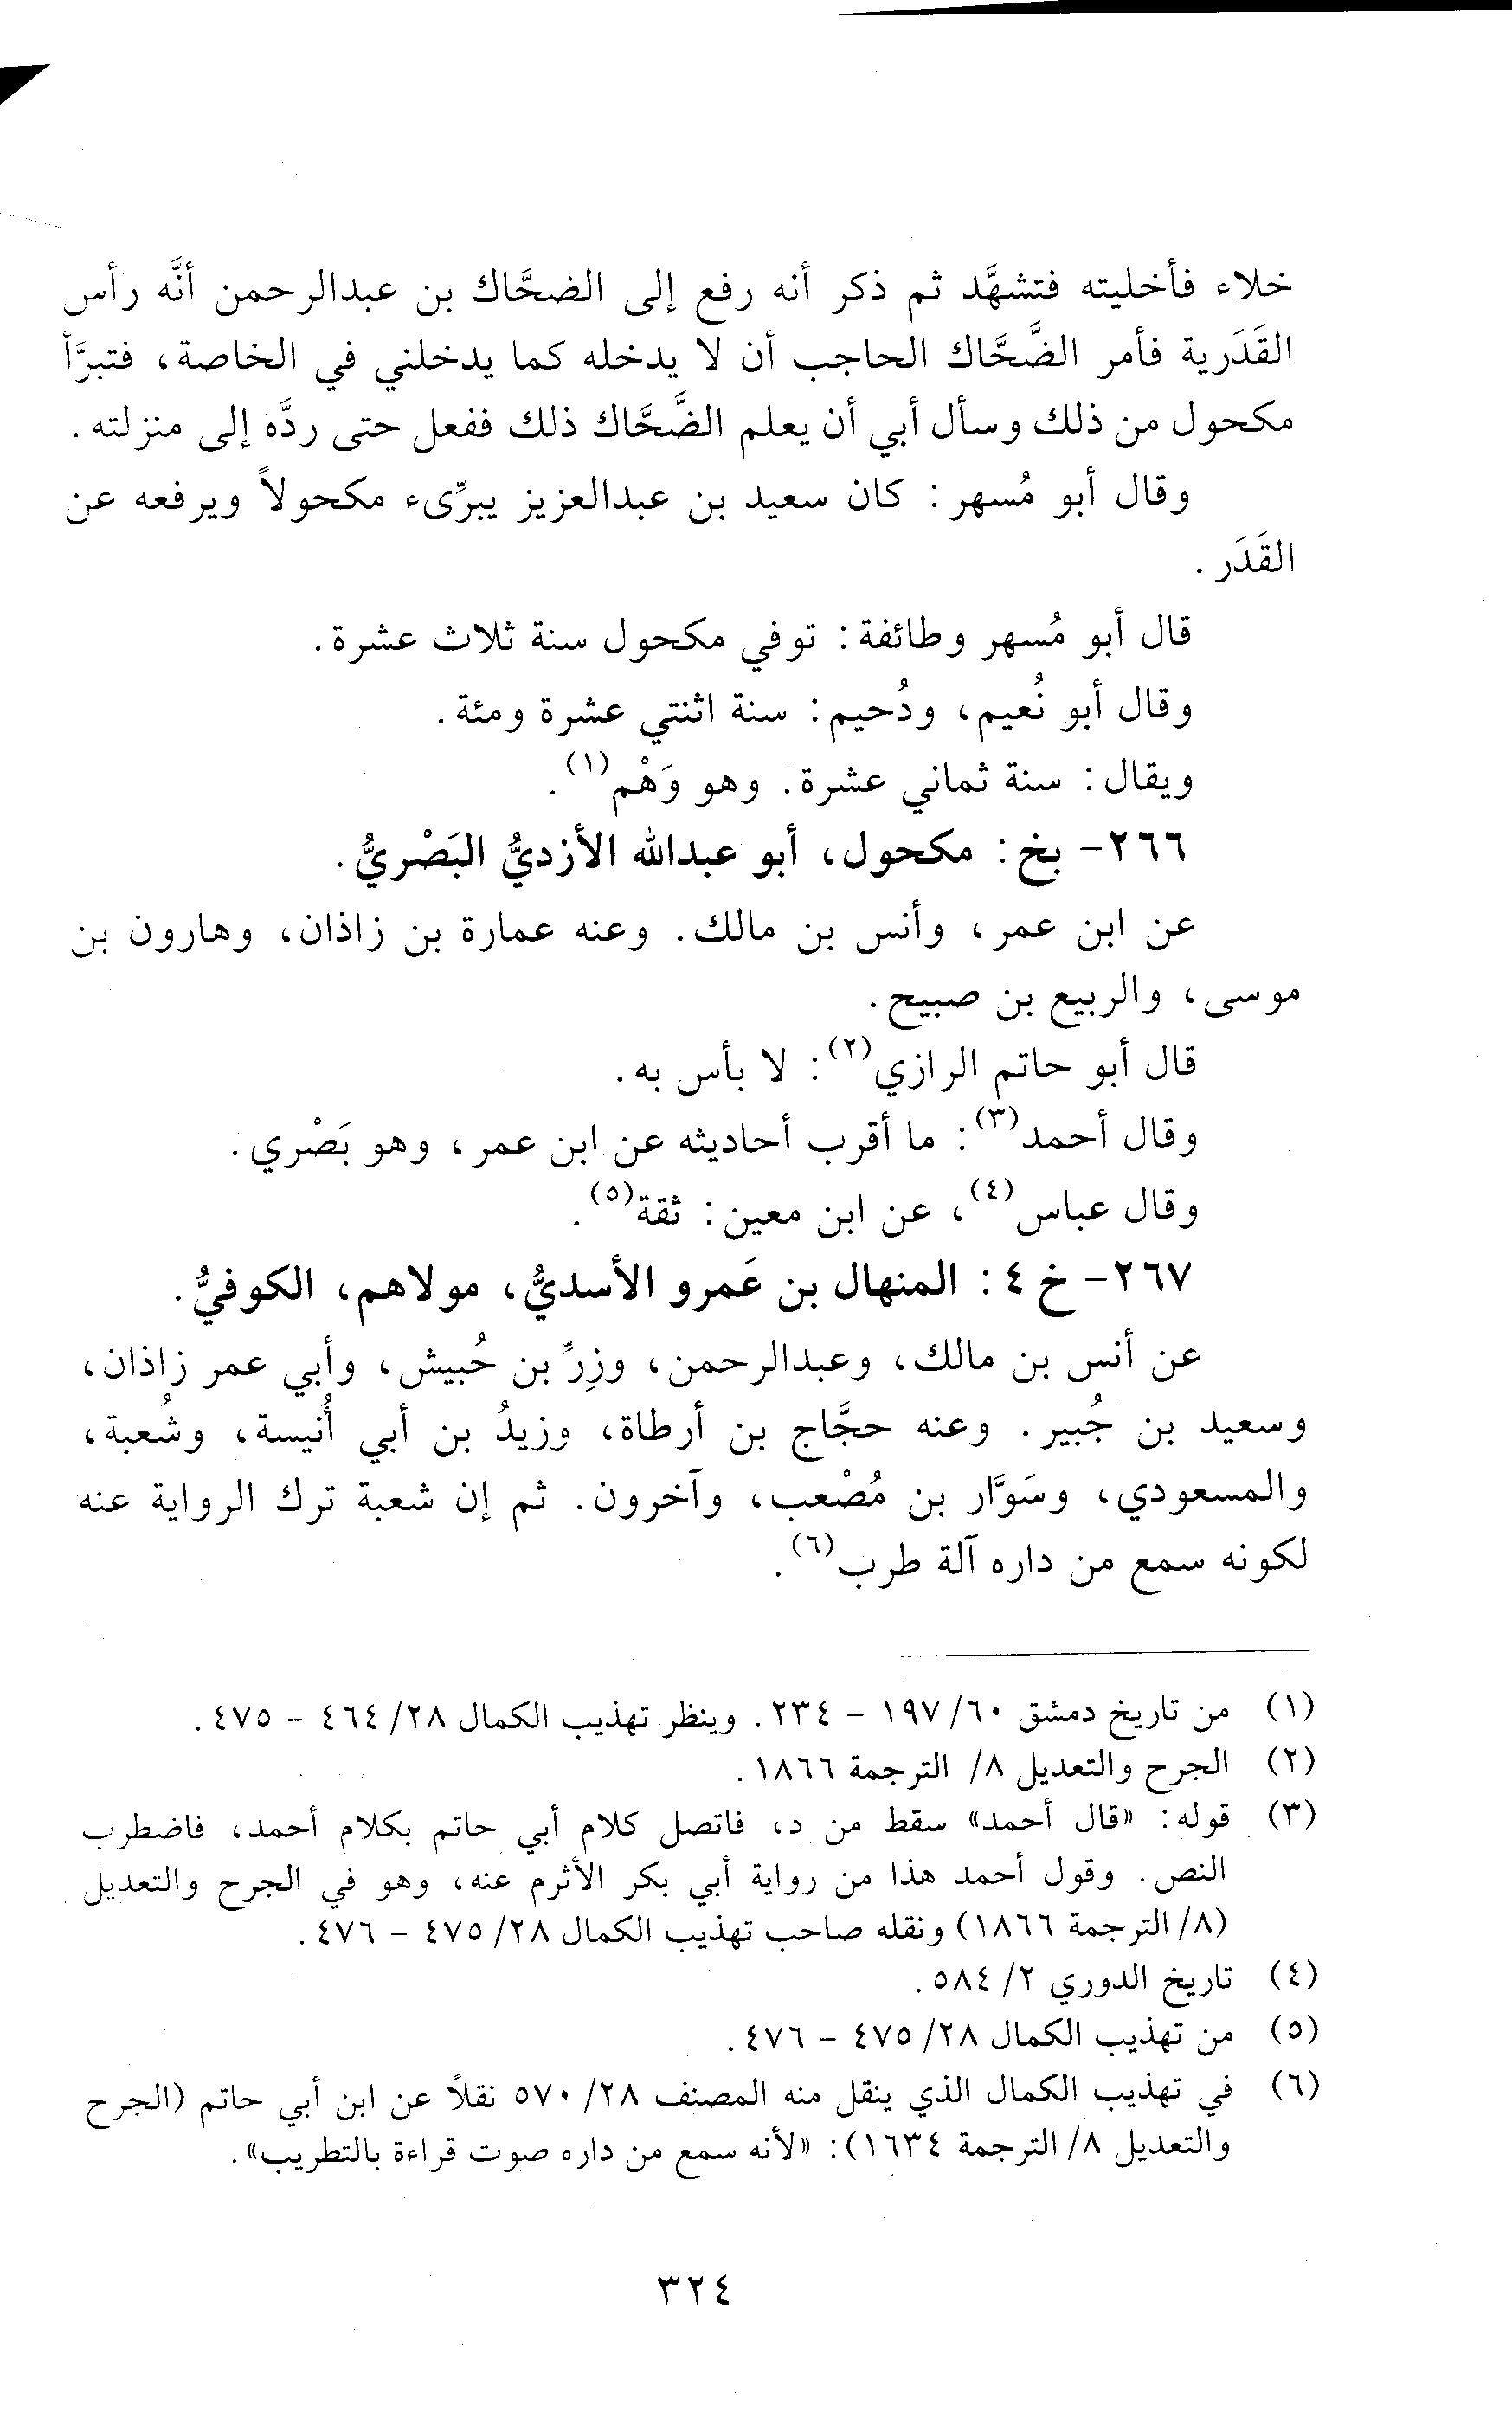 خلاء فأخليته فتشهَّد ثم ذكر أنه رفع إلى الضحَّاك بن عبدالرحمن أنَّه رأس
القَدَرية فأمر الضَّحَّاك الحاجب أن لا يدخله كما يدخلني في الخاصة، فتبرَّأ
مكحول من ذلك وسأل أبي أن يعلم الضَّحَّاك ذلك ففعل حتى ردَّه إلى منزلته.
وقال أبو مُسهر: كان سعيد بن عبدالعزيز يبرِّىء مكحولاً ويرفعه عن
القَدَر.
قال أبو مُسهر وطائفة: توفي مكحول سنة ثلاث عشرة.
وقال أبو نُعيم، ودُحيم: سنة اثنتي عشرة ومئة.
ويقال: سنة ثماني عشرة. وهو وَهْم(١).
٢٦٦- بخ: مكحول، أبو عبدالله الأزديُّ البَصْريُّ.
عن ابن عمر، وأنس بن مالك. وعنه عمارة بن زاذان، وهارون بن
موسى، والربيع بن صبيح.
قال أبو حاتم الرازي(٢): لا بأس به.
وقال أحمد(٣): ما أقرب أحاديثه عن ابن عمر، وهو بَصْري.
وقال عباس(٤)، عن ابن معين: ثقة(٥).
٢٦٧- خ ٤: المنهال بن عَمرو الأسديُّ، مولاهم، الكوفيُّ.
عن أنس بن مالك، وعبدالرحمن، وزِرِّ بن حُبيش، وأبي عمر زاذان،
وسعيد بن جُبير. وعنه حجَّاج بن أرطاة، وزيدُ بن أبي أُنيسة، وشُعبة،
والمسعودي، وسَوَّار بن مُصْعب، وآخرون. ثم إن شعبة ترك الرواية عنه
لكونه سمع من داره آلة طرب(٦).
(١) من تاريخ دمشق ٦٠/ ١٩٧ - ٢٣٤. وينظر تهذيب الكمال ٢٨/ ٤٦٤ - ٤٧٥.
(٢) الجرح والتعديل ٨/ الترجمة ١٨٦٦.
(٣) قوله: «قال أحمد» سقط من د، فاتصل كلام أبي حاتم بكلام أحمد، فاضطرب
النص. وقول أحمد هذا من رواية أبي بكر الأثرم عنه، وهو في الجرح والتعديل
(٨/ الترجمة ١٨٦٦) ونقله صاحب تهذيب الكمال ٢٨/ ٤٧٥ - ٤٧٦.
(٤) تاريخ الدوري ٢/ ٥٨٤.
(٥) من تهذيب الكمال ٢٨/ ٤٧٥ - ٤٧٦.
(٦) في تهذيب الكمال الذي ينقل منه المصنف ٢٨/ ٥٧٠ نقلاً عن ابن أبي حاتم (الجرح
والتعديل ٨/ الترجمة ١٦٣٤): «لأنه سمع من داره صوت قراءة بالتطريب».
٣٢٤